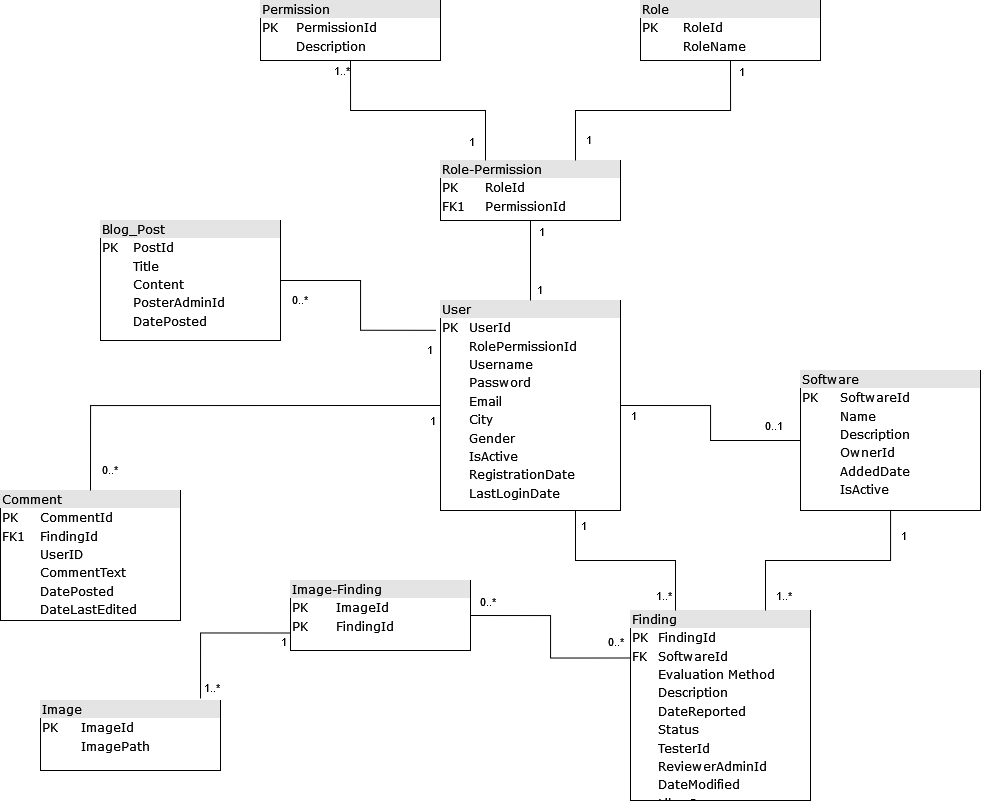 Permission
PK PermissionId
Description
1..*
Role
PK RoleId
RoleName
1
1
1
Role-Permission
PK RoleId
FK1 PermissionId
1
1
Blog_Post
PK PostId
Title
Content
PosterAdminId
DatePosted
0..*
1
User
PK UserId
RolePermissionId
Username
Password
Email
City
Gender
IsActive
RegistrationDate
LastLoginDate
1
1
1
0..1
Software
PK SoftwareId
Name
Description
OwnerId
AddedDate
IsActive
1
0..*
Comment
PK CommentId
FK1 FindingId
UserID
CommentText
DatePosted
DateLastEdited
Image-Finding
PK ImageId
PK FindingId
0..*
0..*
1
1..*
Image
PK ImageId
ImagePath
1..*
1..*
Finding
PK FindingId
FK SoftwareId
Evaluation Method
Description
DateReported
Status
TesterId
ReviewerAdminId
DateModified